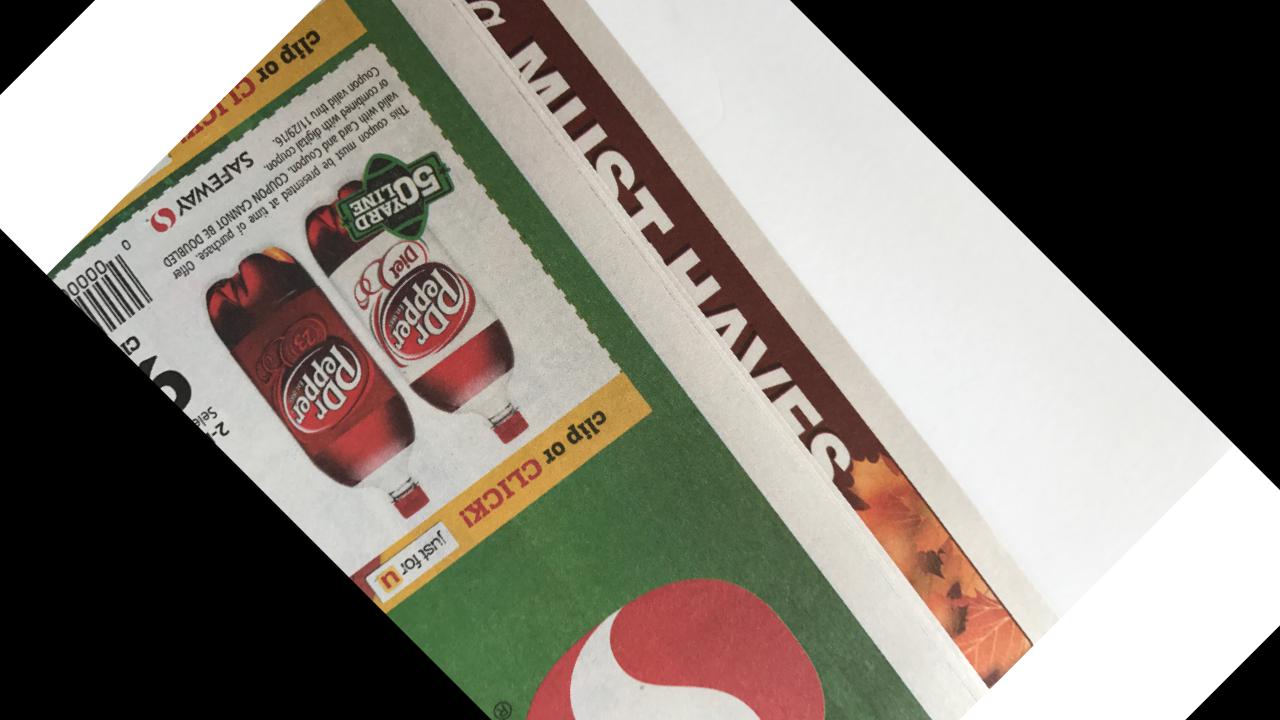 MUST HAVES
clip or CLICK!
just for u
Dr
Pepper
Diet
Dr
Pepper
23
50
YARD
LINE
This coupon must be presented at time of purchase. Offer
valid with Card and Coupon. COUPON CANNOT BE DOUBLED
or combined with digital coupon.
Coupon valid thru 11/29/16.
SAFEWAY
clip or CLICK!
®